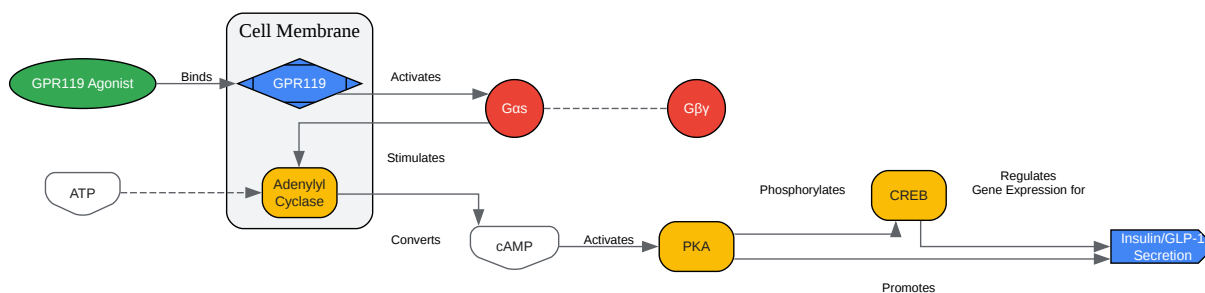 Cell Membrane
GPR119 Agonist
Binds
GPR119
Activates
Gαs
Gβγ
Stimulates
ATP
Adenylyl
Cyclase
Converts
cAMP
Activates
PKA
Phosphorylates
CREB
Regulates
Gene Expression for
Insulin/GLP-1
Secretion
Promotes